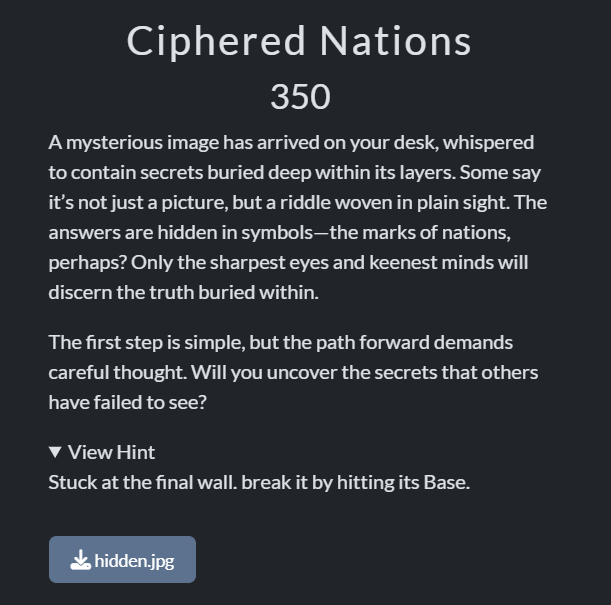 Ciphered Nations
350
A mysterious image has arrived on your desk, whispered
to contain secrets buried deep within its layers. Some say
it’s not just a picture, but a riddle woven in plain sight. The
answers are hidden in symbols—the marks of nations,
perhaps? Only the sharpest eyes and keenest minds will
discern the truth buried within.
The first step is simple, but the path forward demands
careful thought. Will you uncover the secrets that others
have failed to see?
▼ View Hint
Stuck at the final wall. break it by hitting its Base.
hidden.jpg